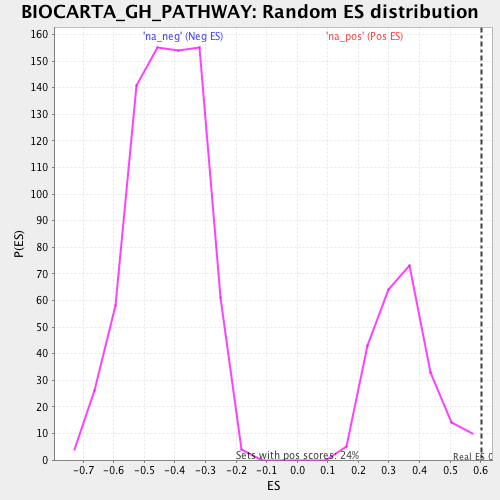 BIOCARTA_GH_PATHWAY: Random ES distribution
'na_neg' (Neg ES) 'na_pos' (Pos ES)
160
150
140
130
120
110
100
90
80
70
60
50
40
30
20
10
0
P(ES)
Sets with pos scores: 24%
Real ES 0
-0.7 -0.6 -0.5 -0.4 -0.3 -0.2 -0.1 0.0 0.1 0.2 0.3 0.4 0.5 0.6
ES